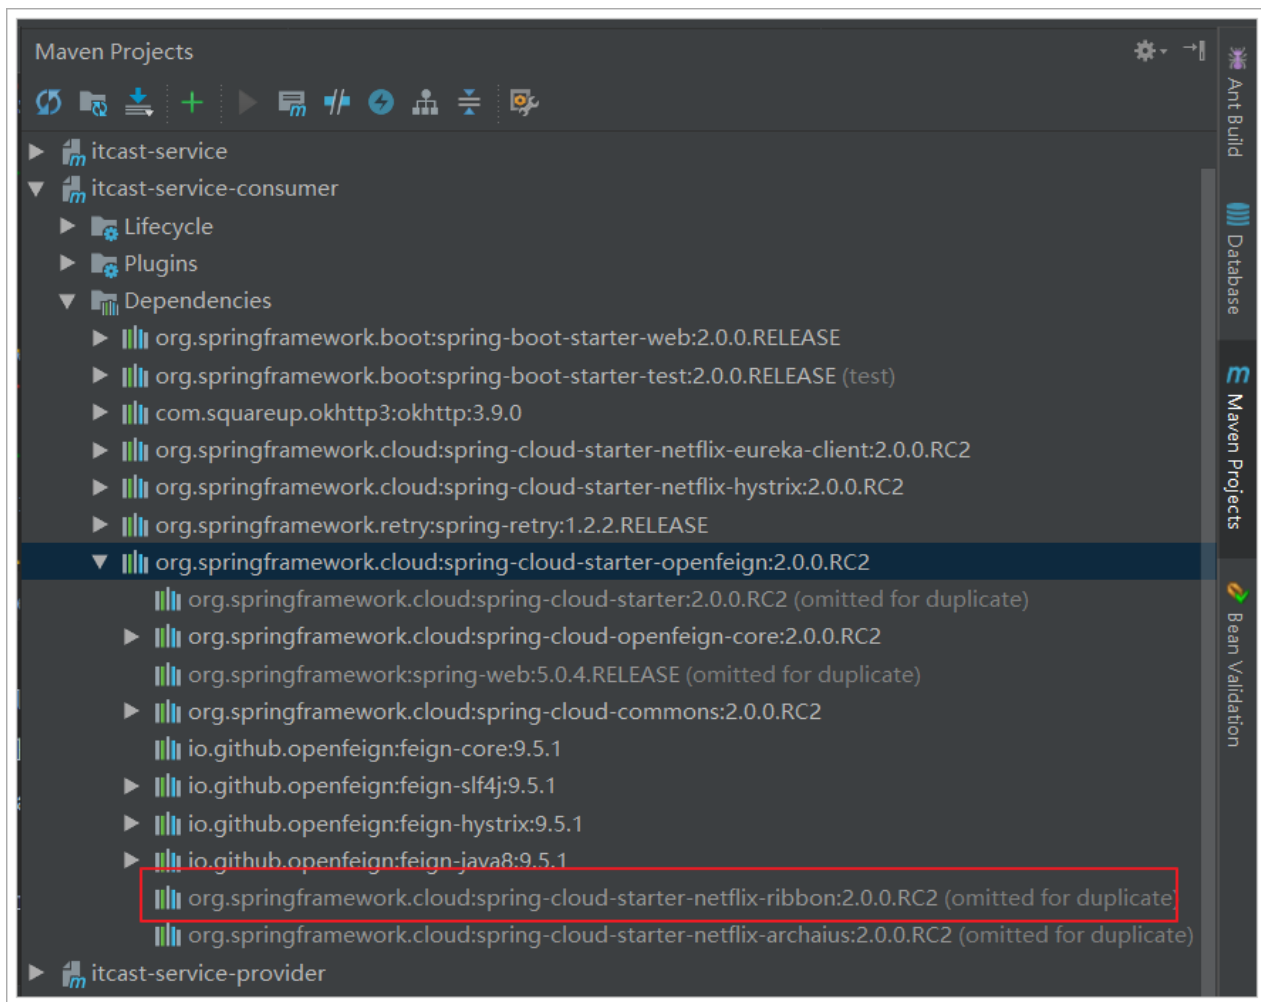 Maven Projects
itcast-service
itcast-service-consumer
Lifecycle
Plugins
Dependencies
org.springframework.boot:spring-boot-starter-web:2.0.0.RELEASE
org.springframework.boot:spring-boot-starter-test:2.0.0.RELEASE (test)
com.squareup.okhttp3:okhttp:3.9.0
org.springframework.cloud:spring-cloud-starter-netflix-eureka-client:2.0.0.RC2
org.springframework.cloud:spring-cloud-starter-netflix-hystrix:2.0.0.RC2
org.springframework.retry:spring-retry:1.2.2.RELEASE
org.springframework.cloud:spring-cloud-starter-openfeign:2.0.0.RC2
org.springframework.cloud:spring-cloud-starter:2.0.0.RC2 (omitted for duplicate)
org.springframework.cloud:spring-cloud-openfeign-core:2.0.0.RC2
org.springframework:spring-web:5.0.4.RELEASE (omitted for duplicate)
org.springframework.cloud:spring-cloud-commons:2.0.0.RC2
io.github.openfeign:feign-core:9.5.1
io.github.openfeign:feign-slf4j:9.5.1
io.github.openfeign:feign-hystrix:9.5.1
io.github.openfeign:feign-java8:9.5.1
org.springframework.cloud:spring-cloud-starter-netflix-ribbon:2.0.0.RC2 (omitted for duplicate)
org.springframework.cloud:spring-cloud-starter-netflix-archaius:2.0.0.RC2 (omitted for duplicate)
itcast-service-provider
Ant Build
Database
Maven Projects
Bean Validation